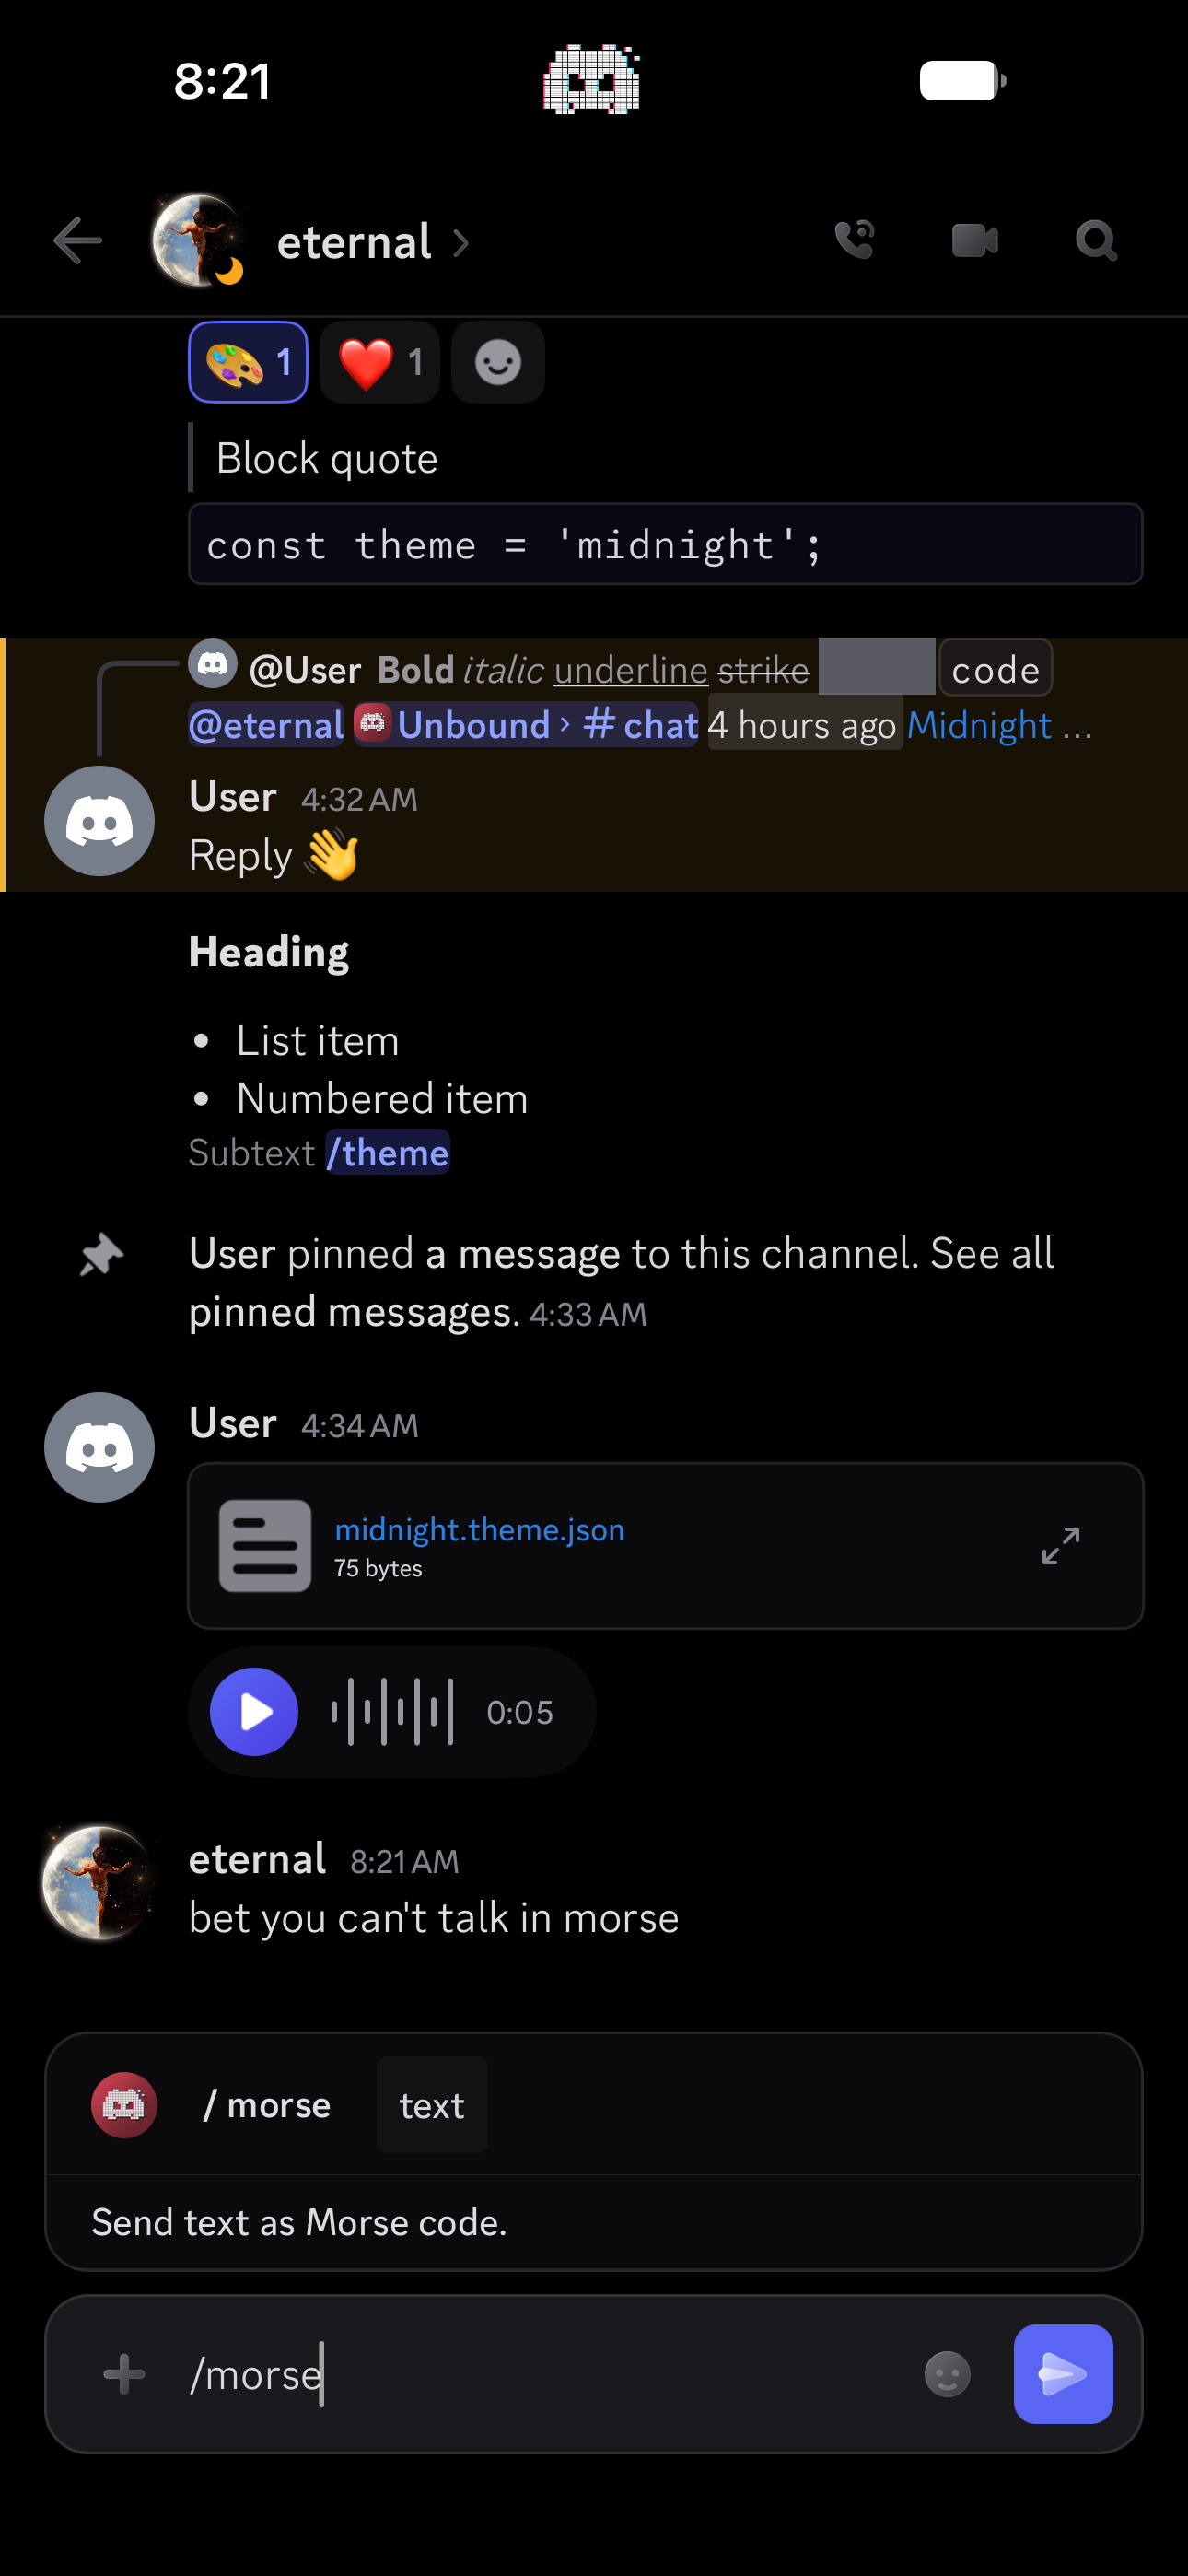 8:21
eternal
1 1
Block quote
const theme = 'midnight';
@User Bold italic underline strike code
@eternal Unbound › # chat 4 hours ago Midnight ...
User 4:32 AM
Reply 👋
Heading
• List item
• Numbered item
Subtext /theme
User pinned a message to this channel. See all
pinned messages. 4:33 AM
User 4:34 AM
midnight.theme.json
75 bytes
0:05
eternal 8:21 AM
bet you can't talk in morse
/ morse text
Send text as Morse code.
/morse